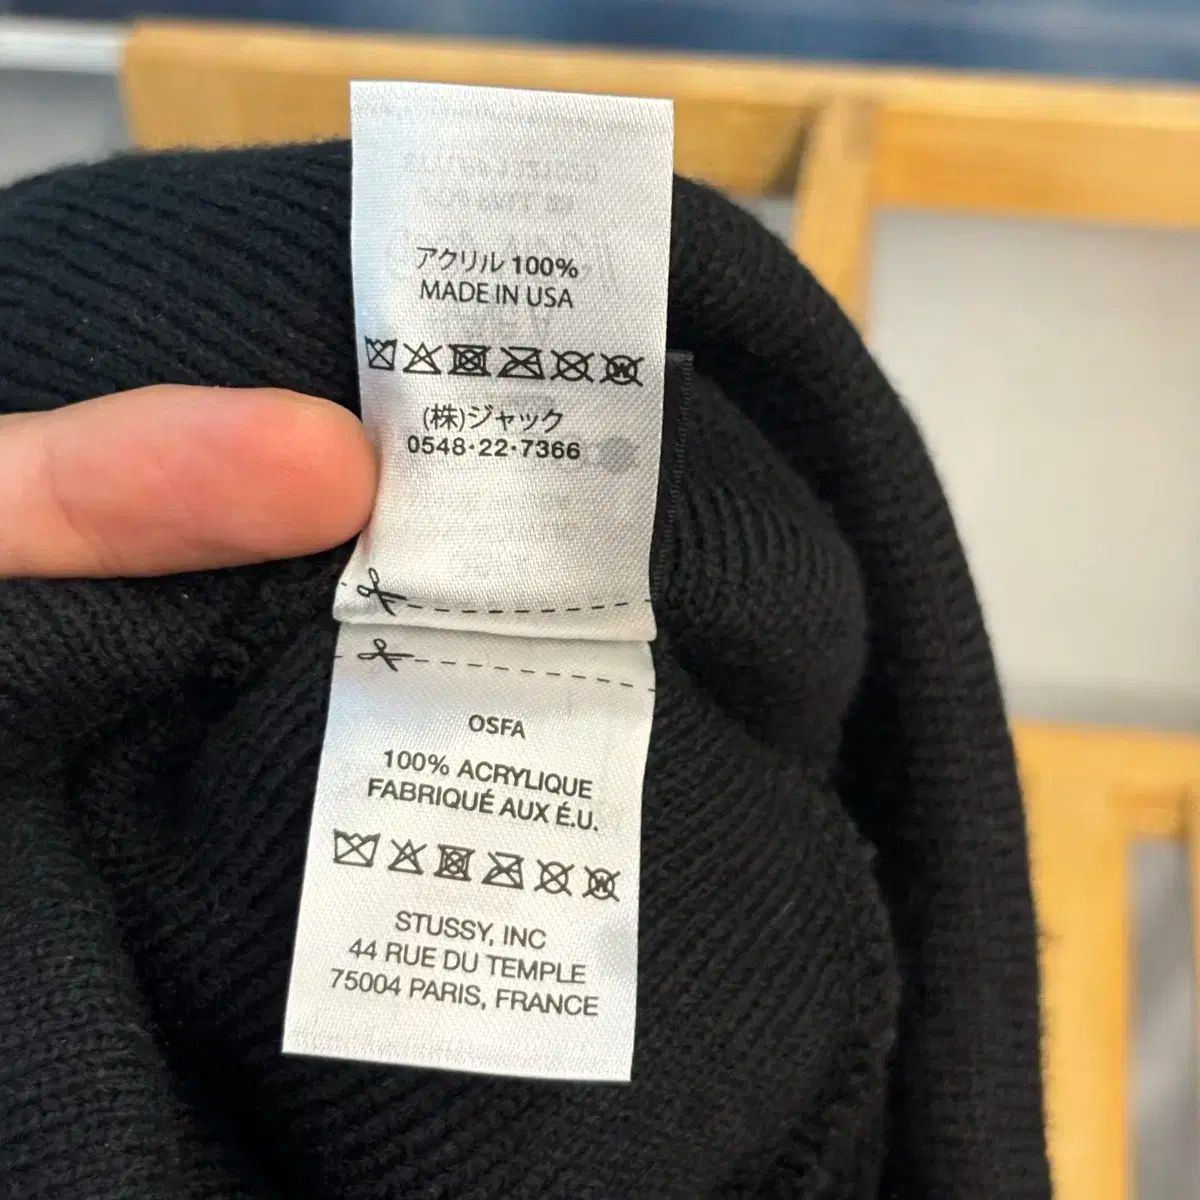 アクリル 100%
MADE IN USA
(株)ジャック
0548·22·7366
OSFA
100% ACRYLIQUE
FABRIQUÉ AUX É.U.
STUSSY, INC
44 RUE DU TEMPLE
75004 PARIS, FRANCE